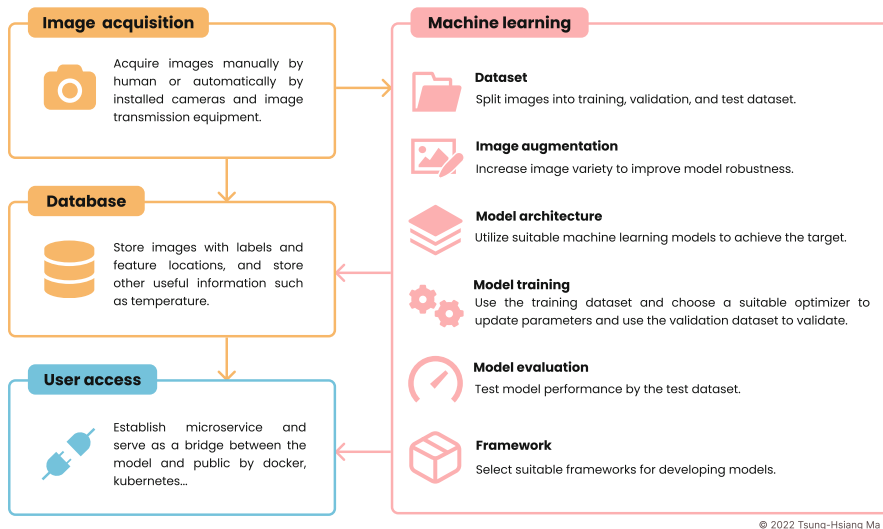 Image acquisition
Acquire images manually by
human or automatically by
installed cameras and image
transmission equipment.
Database
Store images with labels and
feature locations, and store
other useful information such
as temperature.
User access
Establish microservice and
serve as a bridge between the
model and public by docker,
kubernetes...
Machine learning
Dataset
Split images into training, validation, and test dataset.
Image augmentation
Increase image variety to improve model robustness.
Model architecture
Utilize suitable machine learning models to achieve the target.
Model training
Use the training dataset and choose a suitable optimizer to
update parameters and use the validation dataset to validate.
Model evaluation
Test model performance by the test dataset.
Framework
Select suitable frameworks for developing models.
© 2022 Tsung-Hsiang Ma